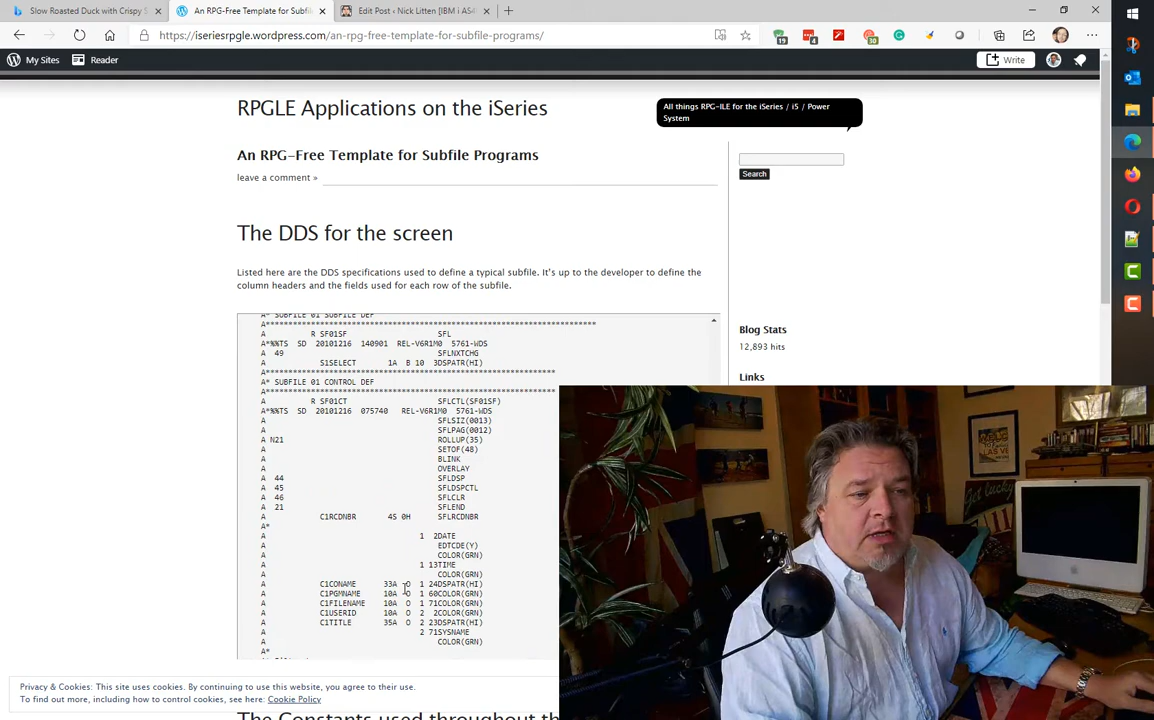 Slow Roasted Duck with Crispy S
An RPG-Free Template for Subfil
Edit Post ‹ Nick Litten [IBM i AS4
https://iseriesrpgle.wordpress.com/an-rpg-free-template-for-subfile-programs/
19
4
30
My Sites
Reader
Write
RPGLE Applications on the iSeries
All things RPG-ILE for the iSeries / i5 / Power
System
An RPG-Free Template for Subfile Programs
leave a comment »
Search
The DDS for the screen
Listed here are the DDS specifications used to define a typical subfile. It's up to the developer to define the
column headers and the fields used for each row of the subfile.
A* SUBFILE 01 SUBFILE DEF
A*****************************************************************************
A R SF01SF SFL
A*%%TS SD 20101216 140901 REL-V6R1M0 5761-WDS
A 49 SFLNXTCHG
A S1SELECT 1A B 10 3DSPATR(HI)
A********************************************************************
A* SUBFILE 01 CONTROL DEF
A********************************************************************
A R SF01CT SFLCTL(SF01SF)
A*%%TS SD 20101216 075740 REL-V6R1M0 5761-WDS
A SFLSIZ(0013)
A SFLPAG(0012)
A N21 ROLLUP(35)
A SETOF(48)
A BLINK
A OVERLAY
A 44 SFLDSP
A 45 SFLDSPCTL
A 46 SFLCLR
A 21 SFLEND
A C1RCDNBR 4S 0H SFLRCDNBR
A*
A 1 2DATE
A EDTCDE(Y)
A COLOR(GRN)
A 1 13TIME
A COLOR(GRN)
A C1CONAME 33A O 1 24DSPATR(HI)
A C1PGMNAME 10A O 1 60COLOR(GRN)
A C1FILENAME 10A O 1 71COLOR(GRN)
A C1USERID 10A O 2 2COLOR(GRN)
A C1TITLE 35A O 2 23DSPATR(HI)
A 2 71SYSNAME
A COLOR(GRN)
A*
Blog Stats
12,893 hits
Links
Get lucky
Privacy & Cookies: This site uses cookies. By continuing to use this website, you agree to their use.
To find out more, including how to control cookies, see here: Cookie Policy
The Constants used throughout th